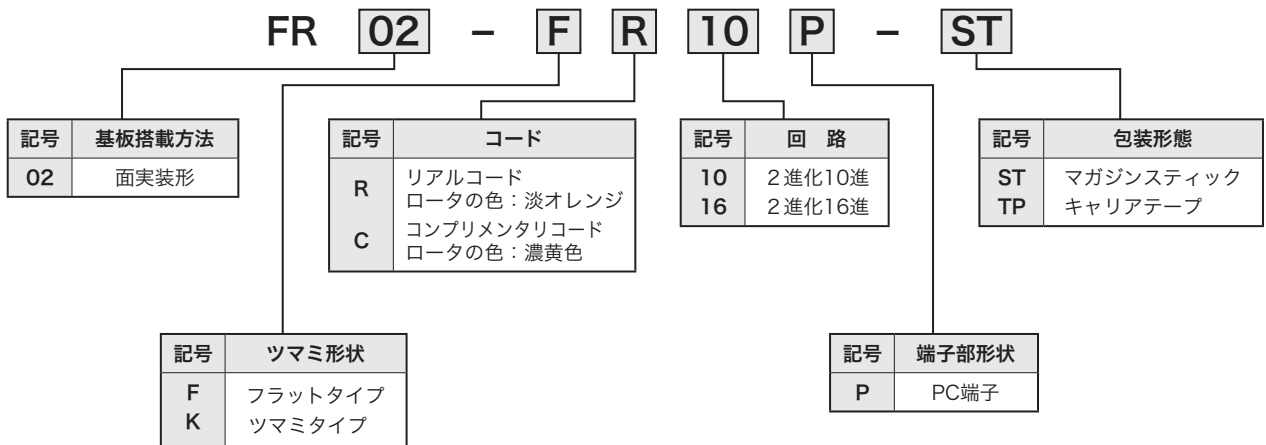 FR 02 － F R 10 P － ST
記号 基板搭載方法
02 面実装形
記号 コード
R リアルコード
ロータの色：淡オレンジ
C コンプリメンタリコード
ロータの色：濃黄色
記号 回 路
10 ２進化10進
16 ２進化16進
記号 包装形態
ST マガジンスティック
TP キャリアテープ
記号 ツマミ形状
F フラットタイプ
K ツマミタイプ
記号 端子部形状
P PC端子